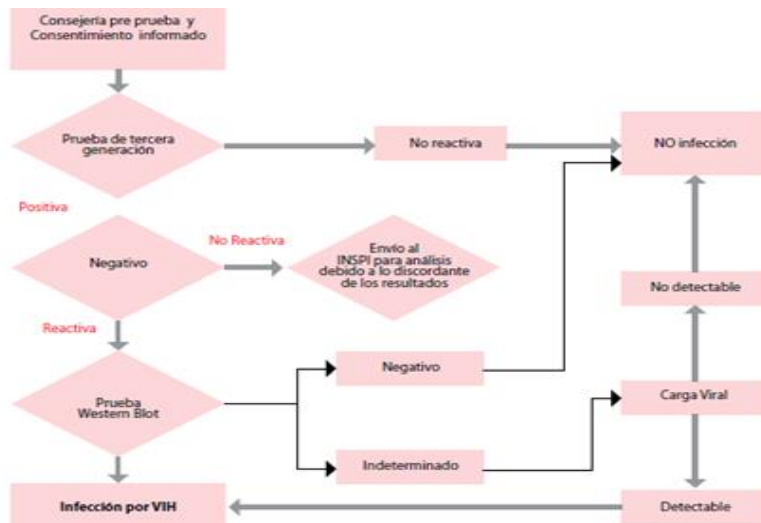 Consejería pre prueba y
Consentimiento informado
Prueba de tercera
generación
No reactiva
NO infección
Positiva
Negativo
No Reactiva
Envío al
INSPI para análisis
debido a lo discordante
de los resultados
No detectable
Reactiva
Prueba
Western Blot
Negativo
Carga Viral
Indeterminado
Infección por VIH
Detectable